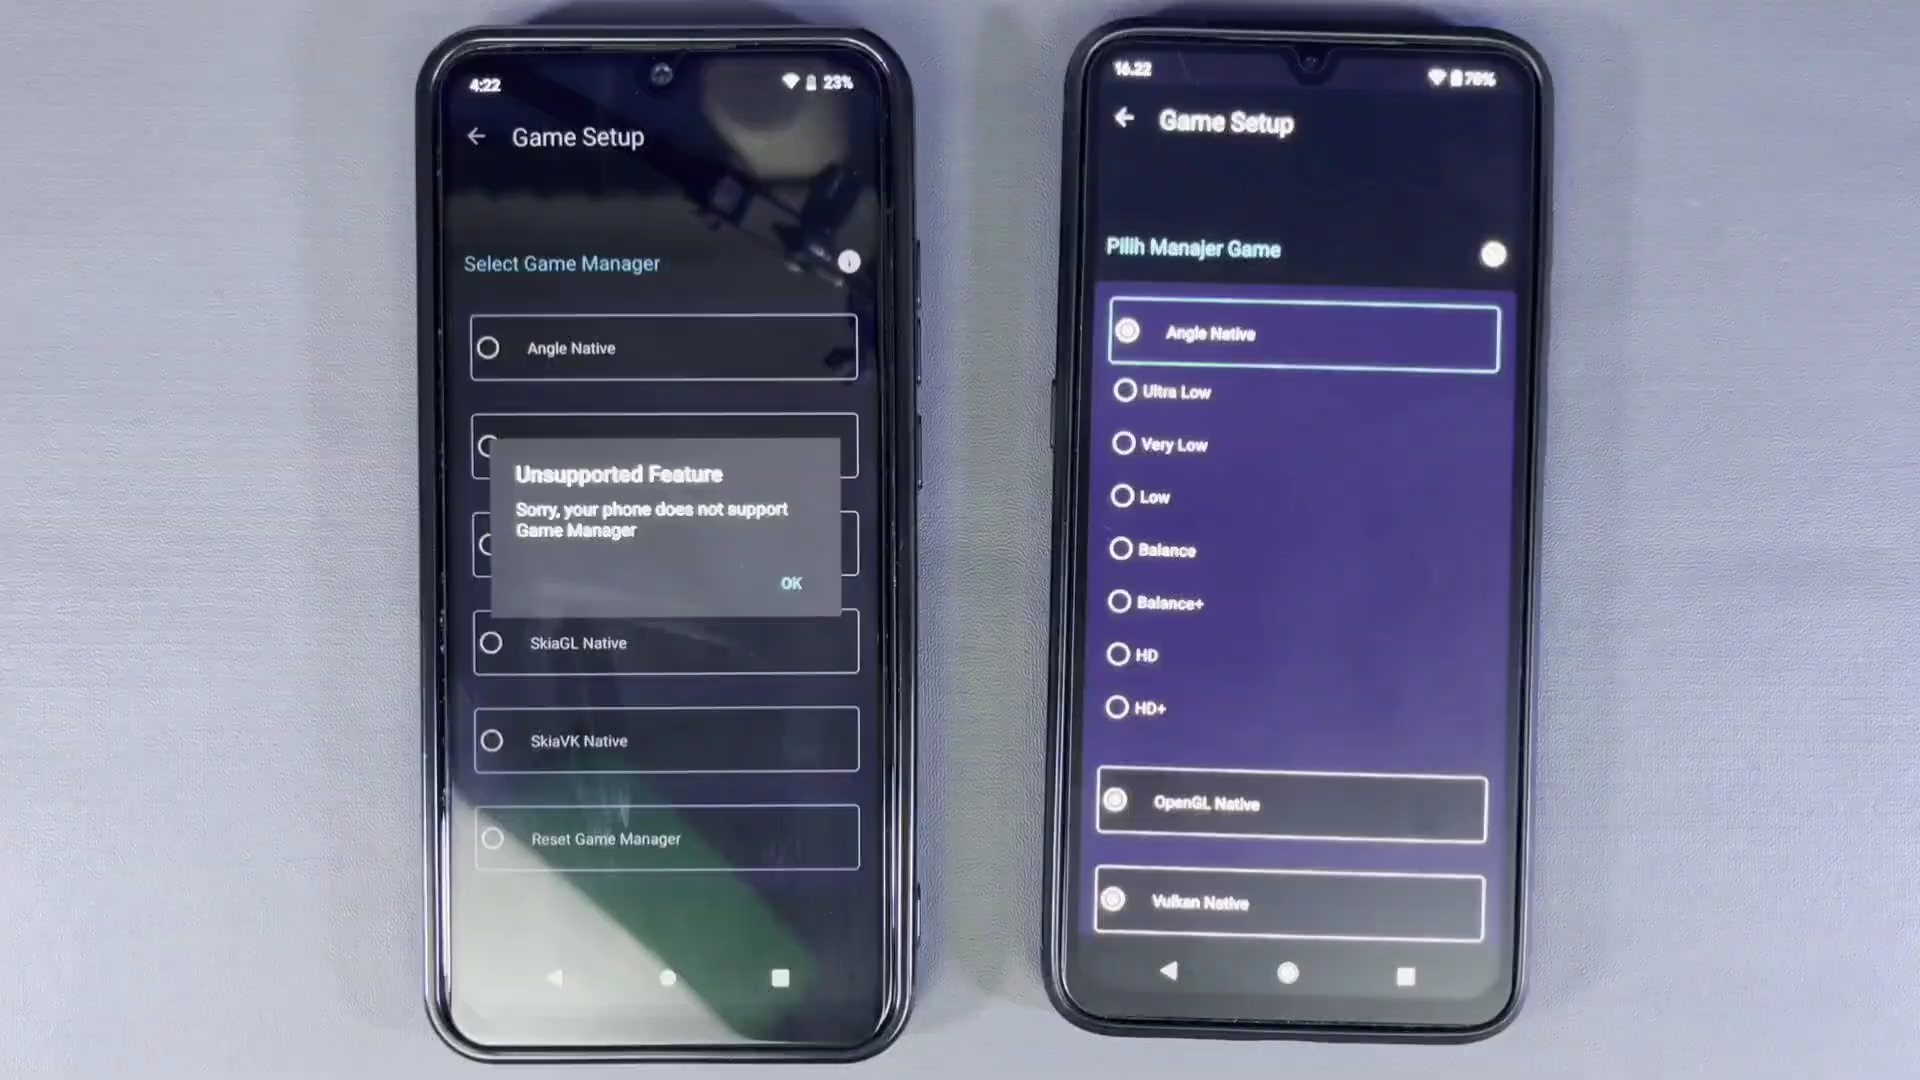 4:22
23%
Game Setup
Select Game Manager
Angle Native
Unsupported Feature
Sorry, your phone does not support
Game Manager
OK
SkiaGL Native
SkiaVK Native
Reset Game Manager
16.22
78%
Game Setup
Pilih Manajer Game
Angle Native
Ultra Low
Very Low
Low
Balance
Balance+
HD
HD+
OpenGL Native
Vulkan Native